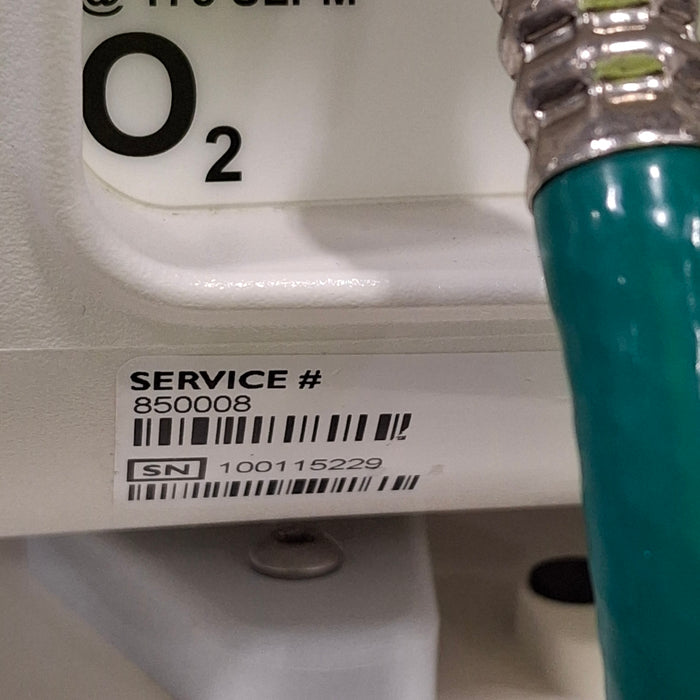 O2
SERVICE #
850008
SN 100115229